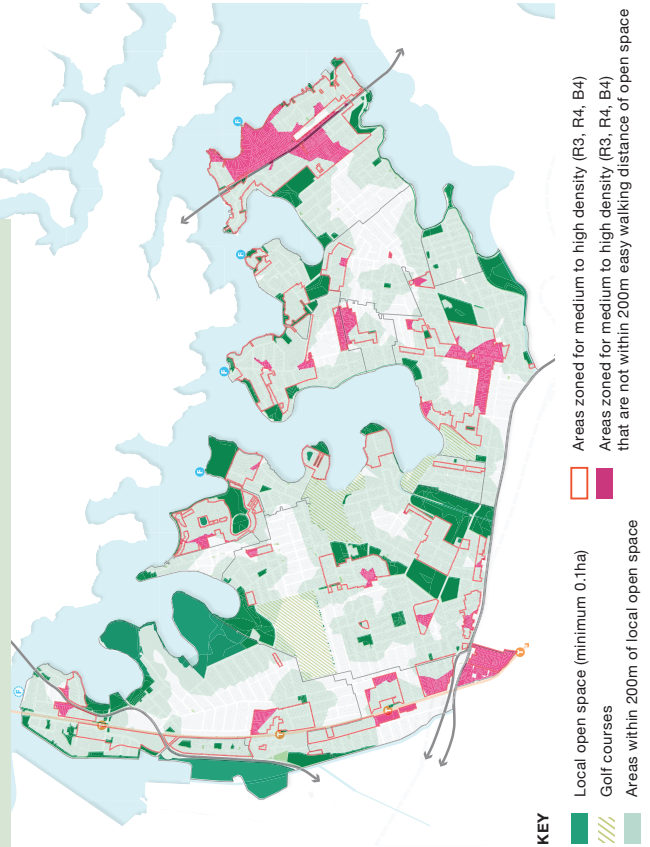 KEY
Local open space (minimum 0.1ha)
Golf courses
Areas within 200m of local open space
Areas zoned for medium to high density (R3, R4, B4)
Areas zoned for medium to high density (R3, R4, B4)
that are not within 200m easy walking distance of open space
F
F
F
F
F